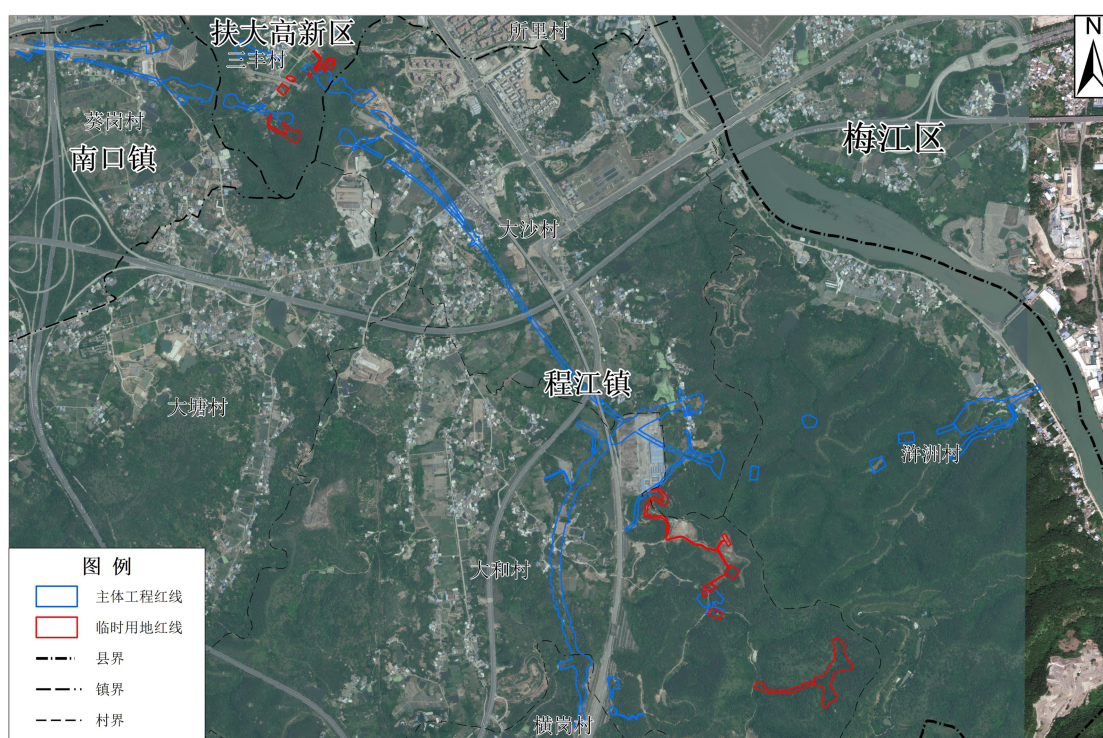 扶大高新区
所里村
三丰村
N
葵岗村
南口镇
梅江区
大沙村
程江镇
大塘村
浒洲村
大和村
横岗村
图 例
主体工程红线
临时用地红线
县界
镇界
村界